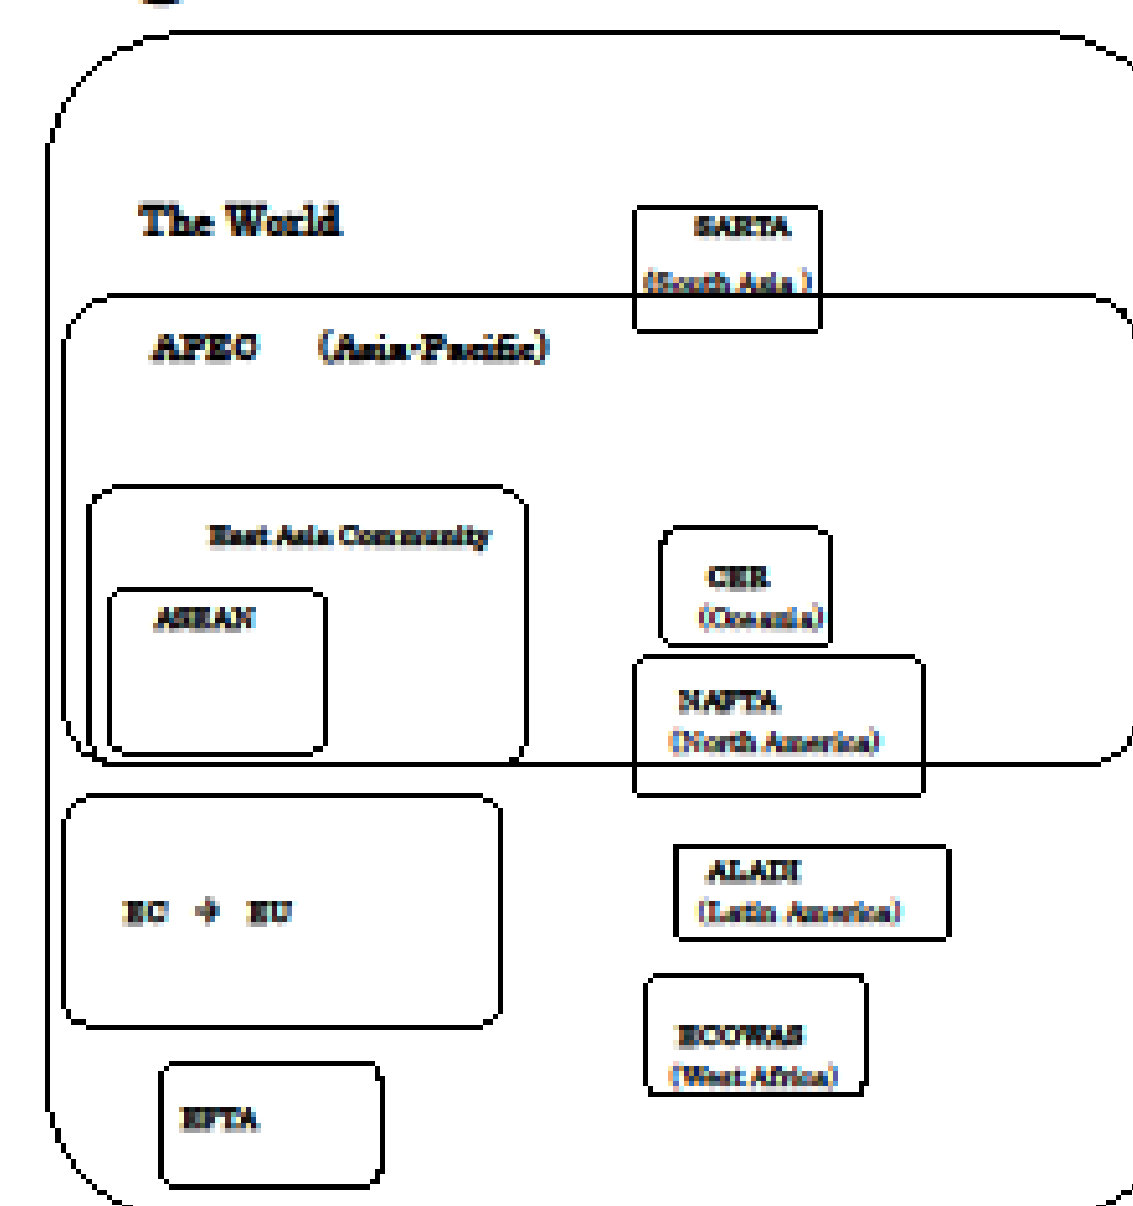 The World
SARTA
(South Asia )
APEC (Asia-Pacific)
East Asia Community
CER
(Oceania)
ASEAN
NAFTA
(North America)
ALADI
(Latin America)
EC → EU
ECOWAS
(West Africa)
EFTA